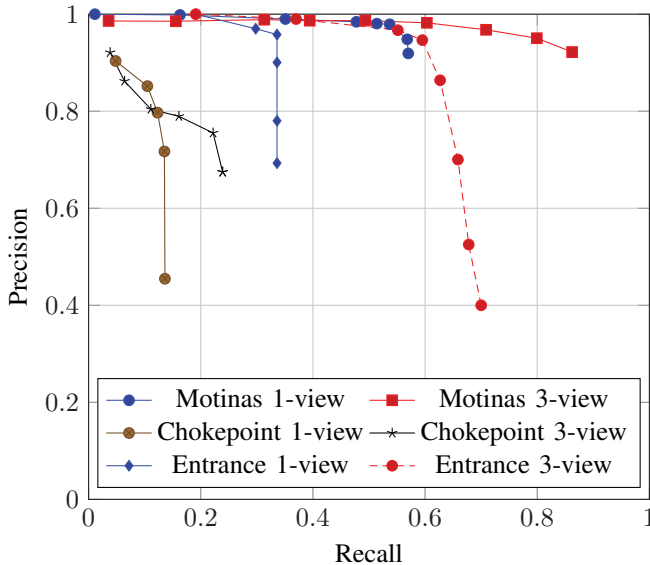 1
0.8
0.6
0.4
0.2
0
Precision
Motinas 1-view Motinas 3-view
Chokepoint 1-view Chokepoint 3-view
Entrance 1-view Entrance 3-view
0 0.2 0.4 0.6 0.8 1
Recall